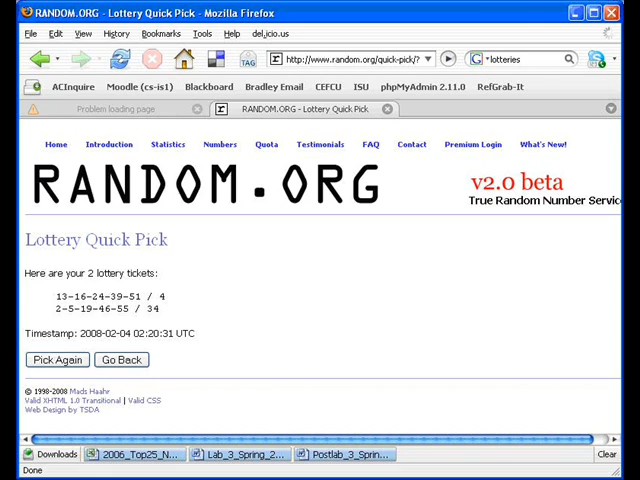 RANDOM.ORG - Lottery Quick Pick - Mozilla Firefox
File Edit View History Bookmarks Tools Help del.icio.us
TAG http://www.random.org/quick-pick/? G lotteries
ACInquire Moodle (cs-is1) Blackboard Bradley Email CEFCU ISU phpMyAdmin 2.11.0 RefGrab-It
Problem loading page RANDOM.ORG - Lottery Quick Pick
Home Introduction Statistics Numbers Quota Testimonials FAQ Contact Premium Login What's New!
RANDOM.ORG
v2.0 beta
True Random Number Servic
Lottery Quick Pick
Here are your 2 lottery tickets:
13-16-24-39-51 / 4
2-5-19-46-55 / 34
Timestamp: 2008-02-04 02:20:31 UTC
Pick Again Go Back
© 1998-2008 Mads Haahr
Valid XHTML 1.0 Transitional | Valid CSS
Web Design by TSDA
Downloads 2006_Top25_N... Lab_3_Spring_2... Postlab_3_Sprin... Clear
Done